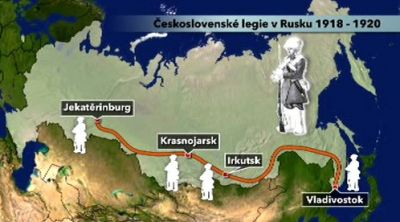 Československé legie v Rusku 1918 - 1920
Jekatěrinburg
Krasnojarsk
Irkutsk
Vladivostok